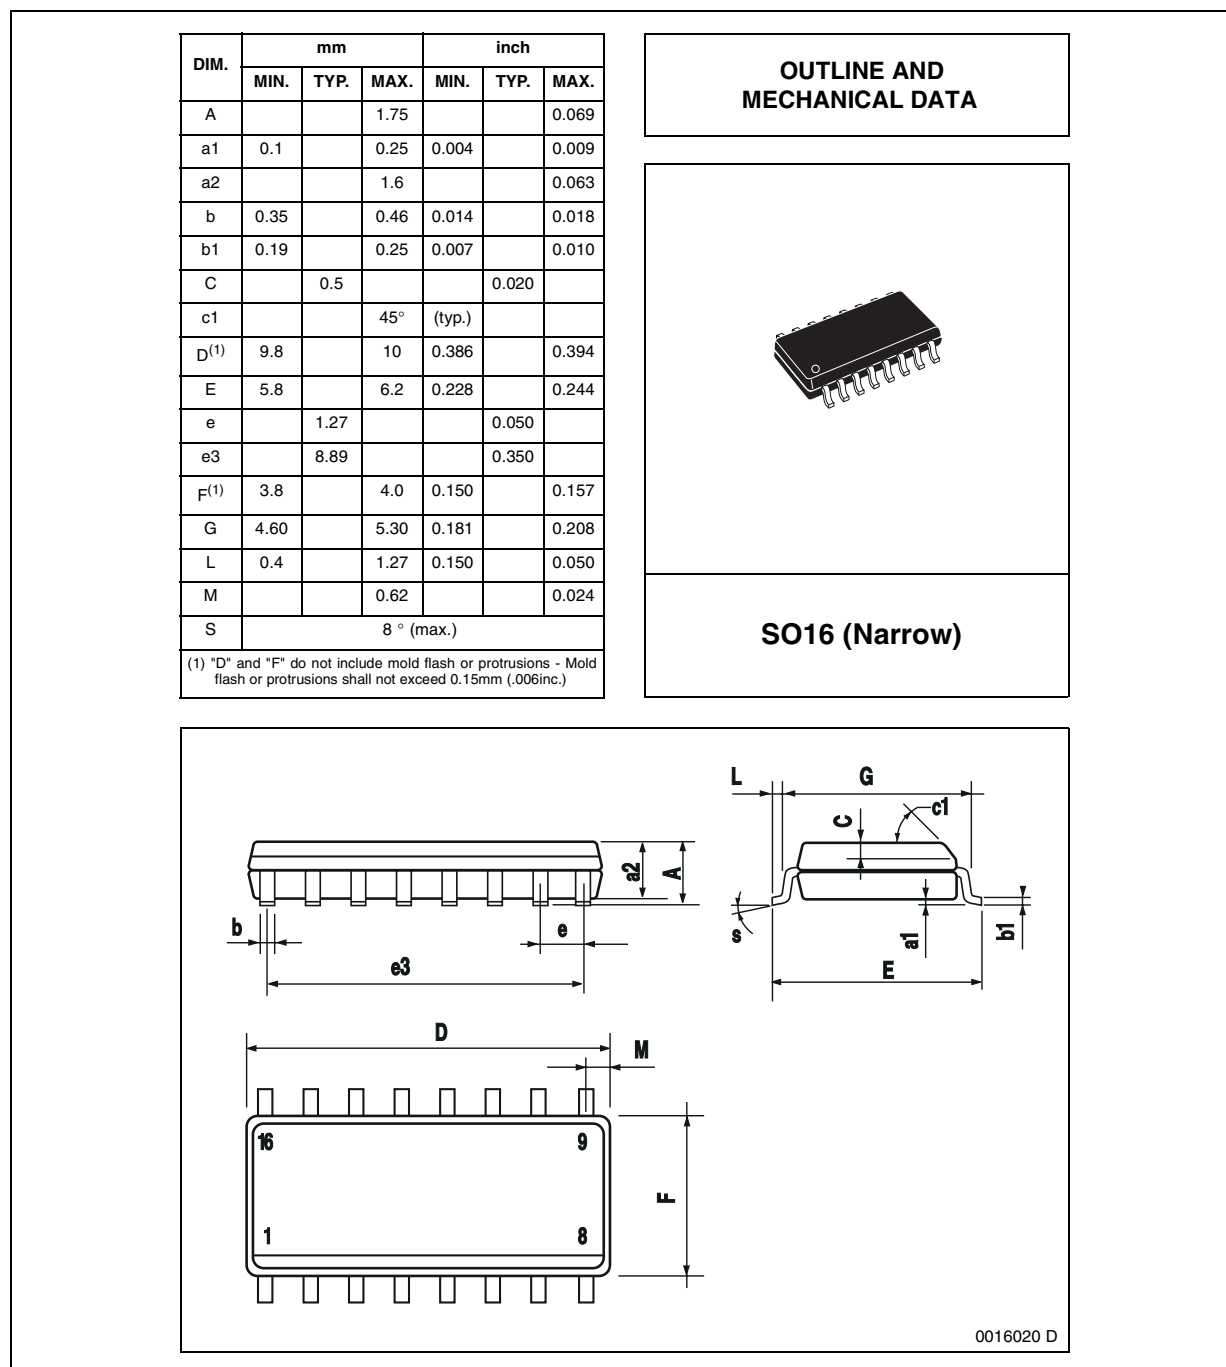 DIM. mm inch
MIN. TYP. MAX. MIN. TYP. MAX.
A 1.75 0.069
a1 0.1 0.25 0.004 0.009
a2 1.6 0.063
b 0.35 0.46 0.014 0.018
b1 0.19 0.25 0.007 0.010
C 0.5 0.020
c1 45° (typ.)
D(1) 9.8 10 0.386 0.394
E 5.8 6.2 0.228 0.244
e 1.27 0.050
e3 8.89 0.350
F(1) 3.8 4.0 0.150 0.157
G 4.60 5.30 0.181 0.208
L 0.4 1.27 0.150 0.050
M 0.62 0.024
S 8 ° (max.)
(1) "D" and "F" do not include mold flash or protrusions - Mold
flash or protrusions shall not exceed 0.15mm (.006inc.)
OUTLINE AND
MECHANICAL DATA
SO16 (Narrow)
L G
C c1
a2 A
b e
s a1 b1
e3 E
D
M
16 9
F
1 8
0016020 D